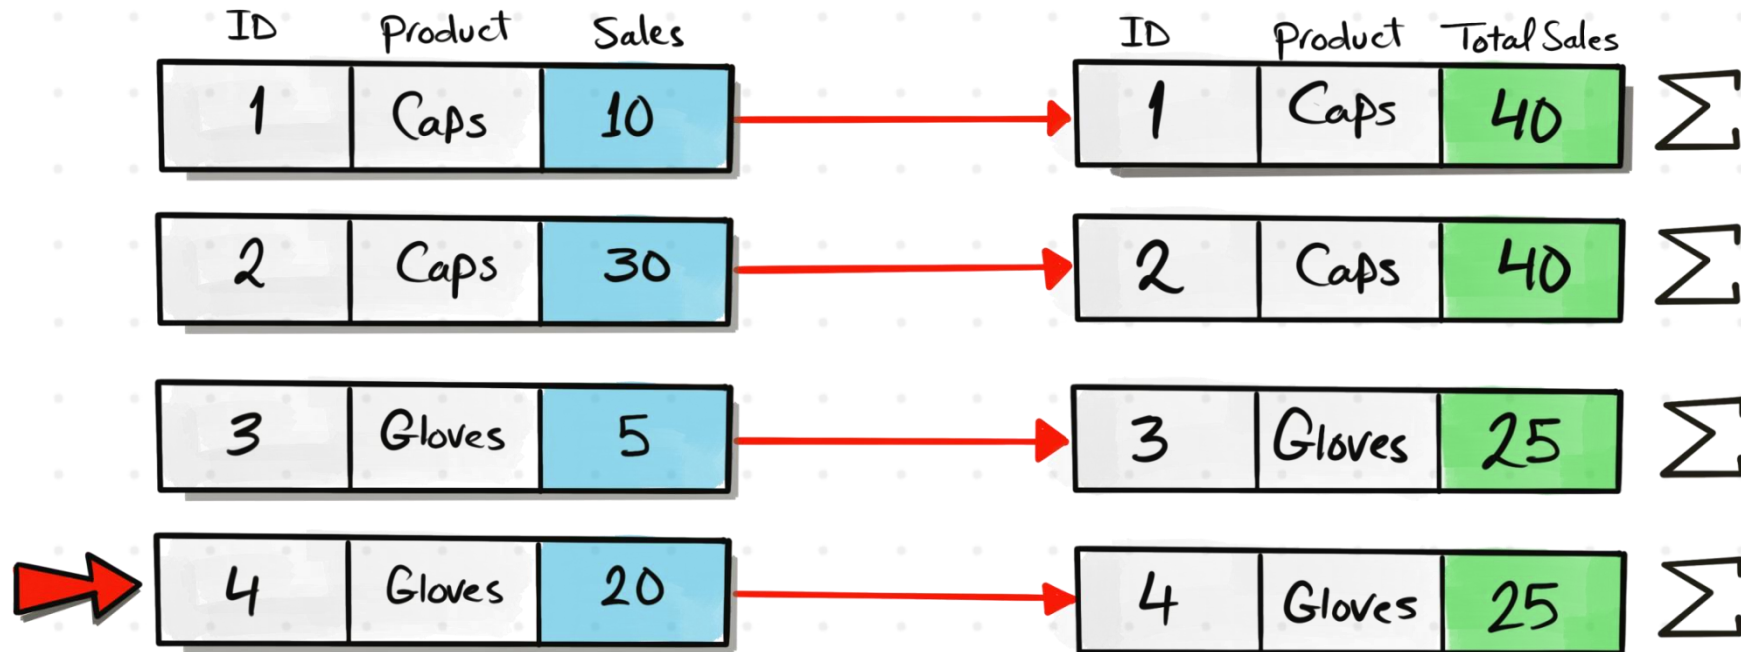 ID Product Sales ID Product Total Sales
1 Caps 10 1 Caps 40 Σ
2 Caps 30 2 Caps 40 Σ
3 Gloves 5 3 Gloves 25 Σ
4 Gloves 20 4 Gloves 25 Σ